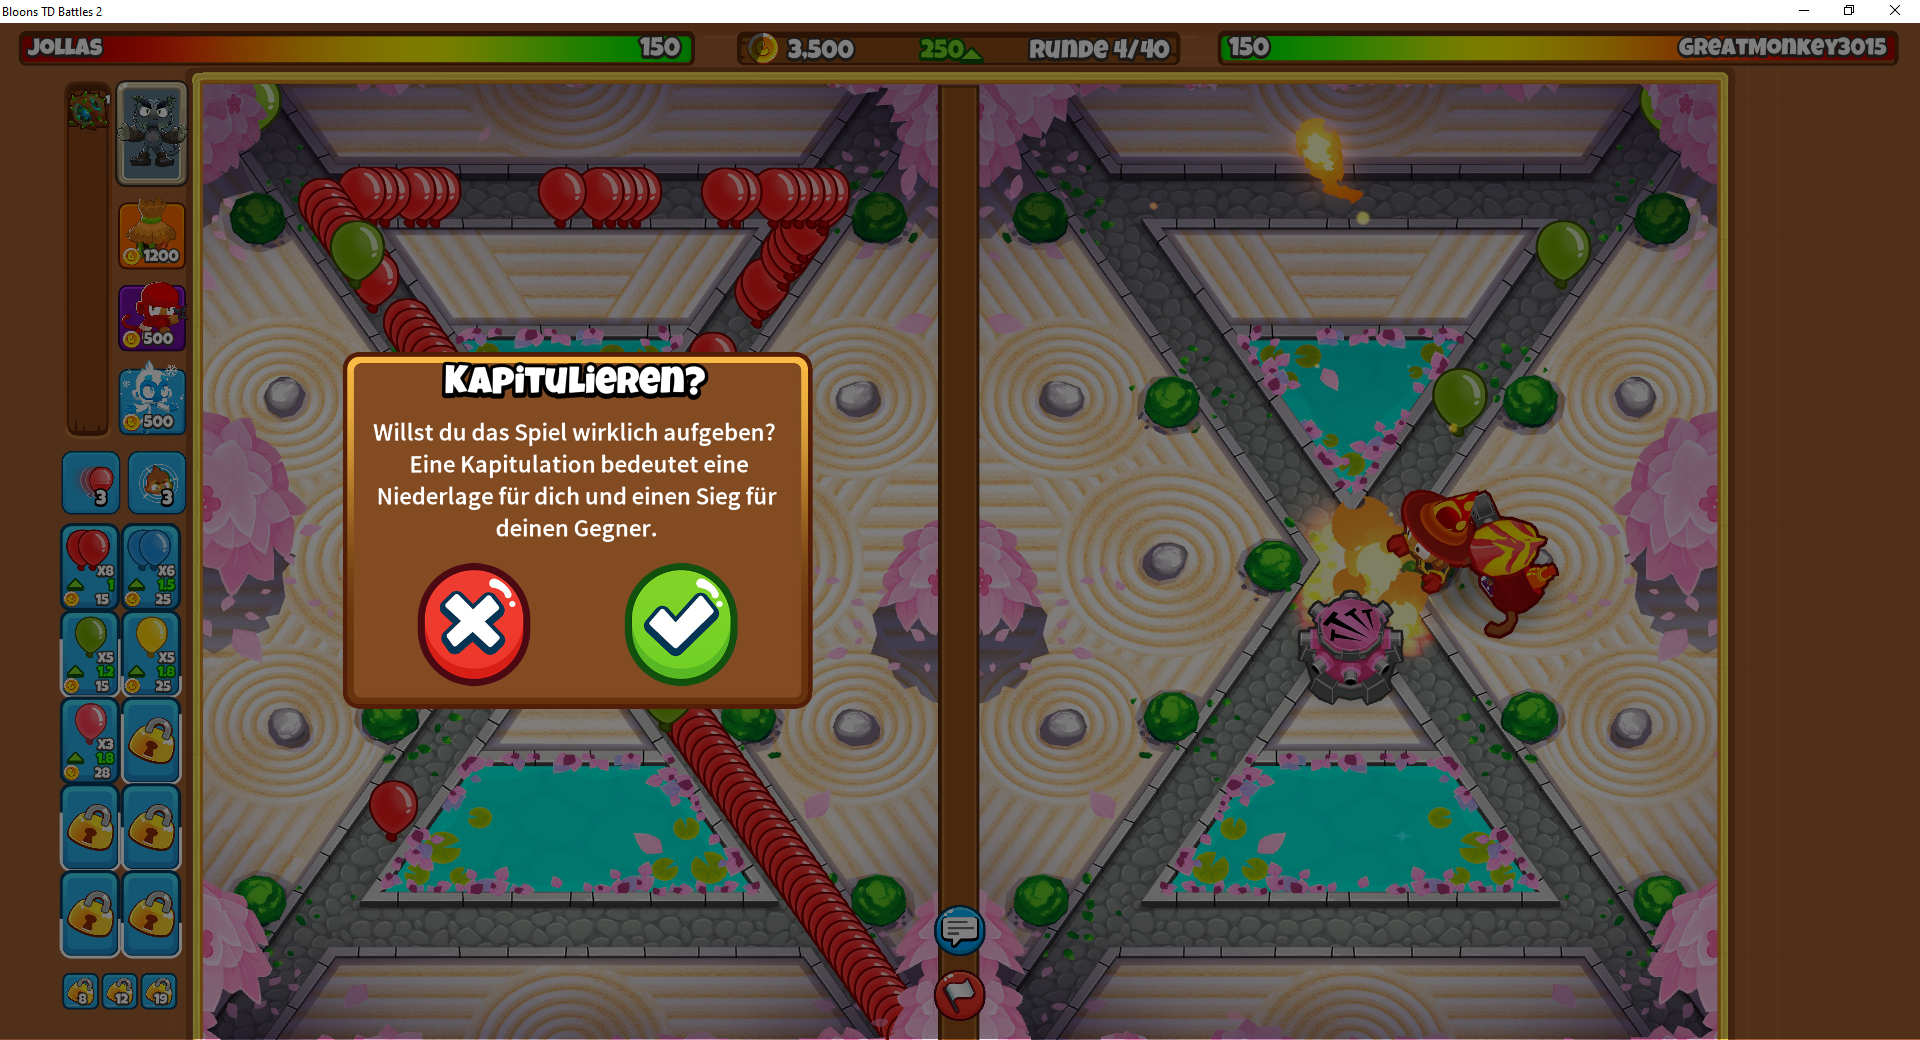 Bloons TD Battles 2
JOLLAS
150
3,500
250
Runde 4/40
150
GREATMONKEY3015
1
1200
500
500
3
3
X8
1
15
X6
1.5
25
X5
1.2
15
X5
1.8
25
X3
1.8
28
8
12
19
Kapitulieren?
Willst du das Spiel wirklich aufgeben?
Eine Kapitulation bedeutet eine
Niederlage für dich und einen Sieg für
deinen Gegner.